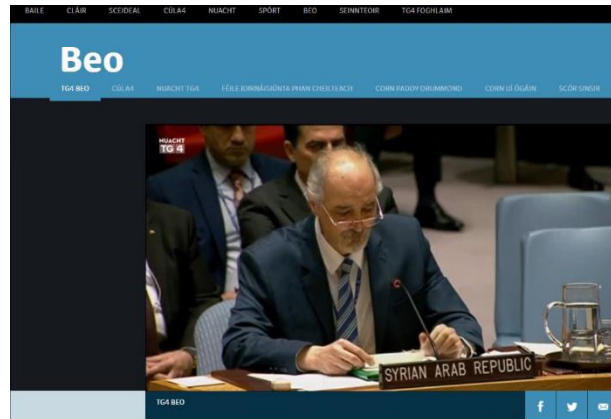 BAILE CLÁIR SCEIDEAL CÚLA4 NUACHT SPÓRT BEO SEINNTEOIR TG4 FOGHLAIM
Beo
TG4 BEO CÚLA4 NUACHT TG4 FÉILE IDIRNÁISIÚNTA PHAN CHEILTEACH CORN PADDY DRUMMOND CORN UÍ ÓGÁIN SCÓR SINSIR
NUACHT
TG4
SYRIAN ARAB REPUBLIC
TG4 BEO